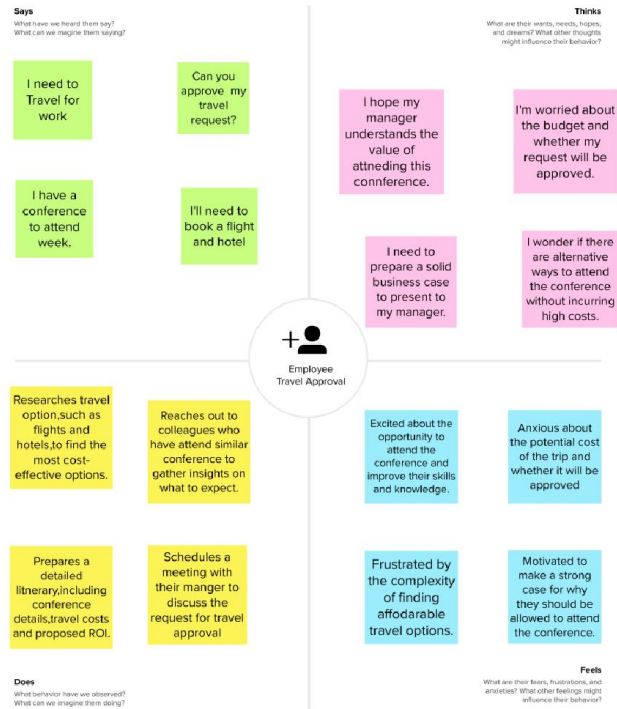 Says
What have we heard them say?
What can we magine them saying?
I need to
Travel for
work
Can you
approve my
travel
request?
I have a
conference
to attend
week.
I'll need to
book a flight
and hotel
Thinks
What are their wants, needs, hopes,
and dreams? What other thoughts
might influence their behavior?
I hope my
manager
understands the
value of
attneding this
connference.
I'm worried about
the budget and
whether my
request will be
approved.
I need to
prepare a solid
business case
to present to
my manager.
I wonder if there
are alternative
ways to attend
the conference
without incurring
high costs.
Employee
Travel Approval
Researches travel
option,such as
flights and
hotels,to find the
most cost-
effective options.
Reaches out to
colleagues who
have attend similar
conference to
gather insights on
what to expect.
Prepares a
detailed
litnerary,including
conference
details,travel costs
and proposed ROI.
Schedules a
meeting with
their manger to
discuss the
request for travel
approval
Does
What behavior have we observed?
What can we imagine them doing?
Excited about the
opportunity to
attend the
conference and
improve their skills
and knowledge.
Anxious about
the potential cost
of the trip and
whether it will be
approved
Frustrated by
the complexity
of finding
affodarable
travel options.
Motivated to
make a strong
case for why
they should be
allowed to attend
the conference.
Feels
What are their fears, frustrations, and
anxieties? What other feelings might
influence their behavior?